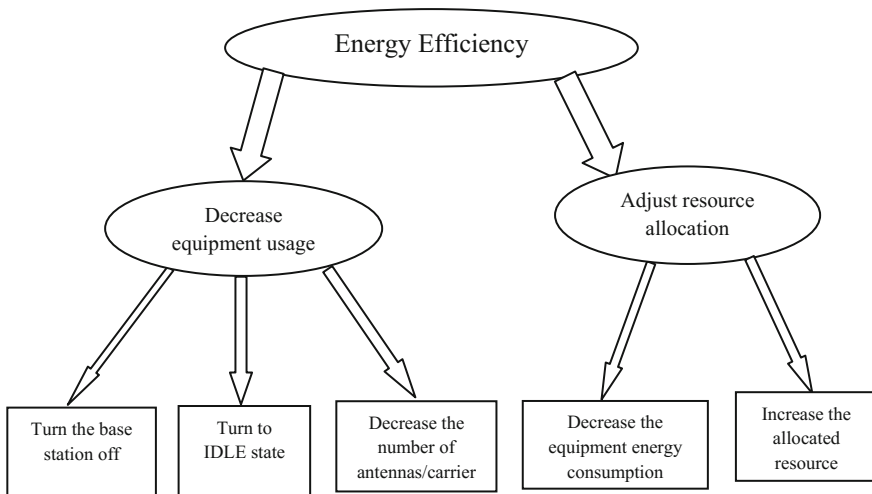 Energy Efficiency
Decrease
equipment usage
Adjust resource
allocation
Turn the base
station off
Turn to
IDLE state
Decrease the
number of
antennas/carrier
Decrease the
equipment energy
consumption
Increase the
allocated
resource